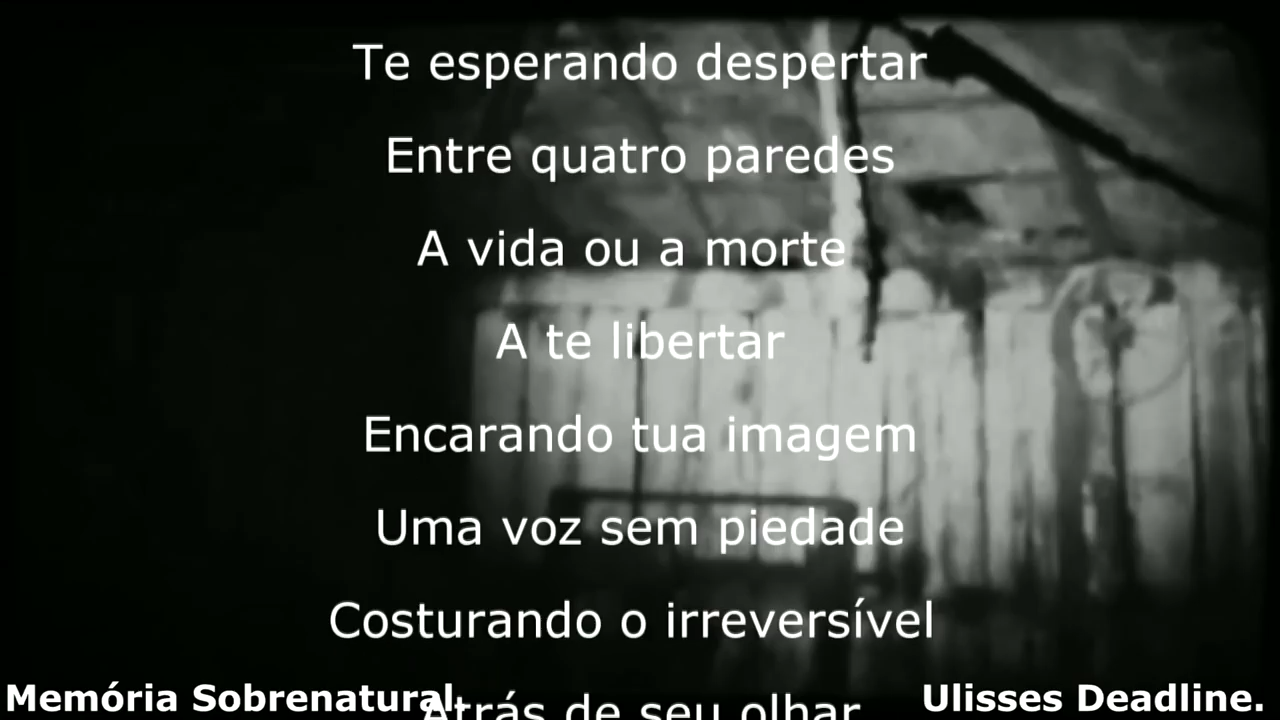 Te esperando despertar
Entre quatro paredes
A vida ou a morte
A te libertar
Encarando tua imagem
Uma voz sem piedade
Costurando o irreversível
Atrás de seu olhar
Memória Sobrenatural.
Ulisses Deadline.